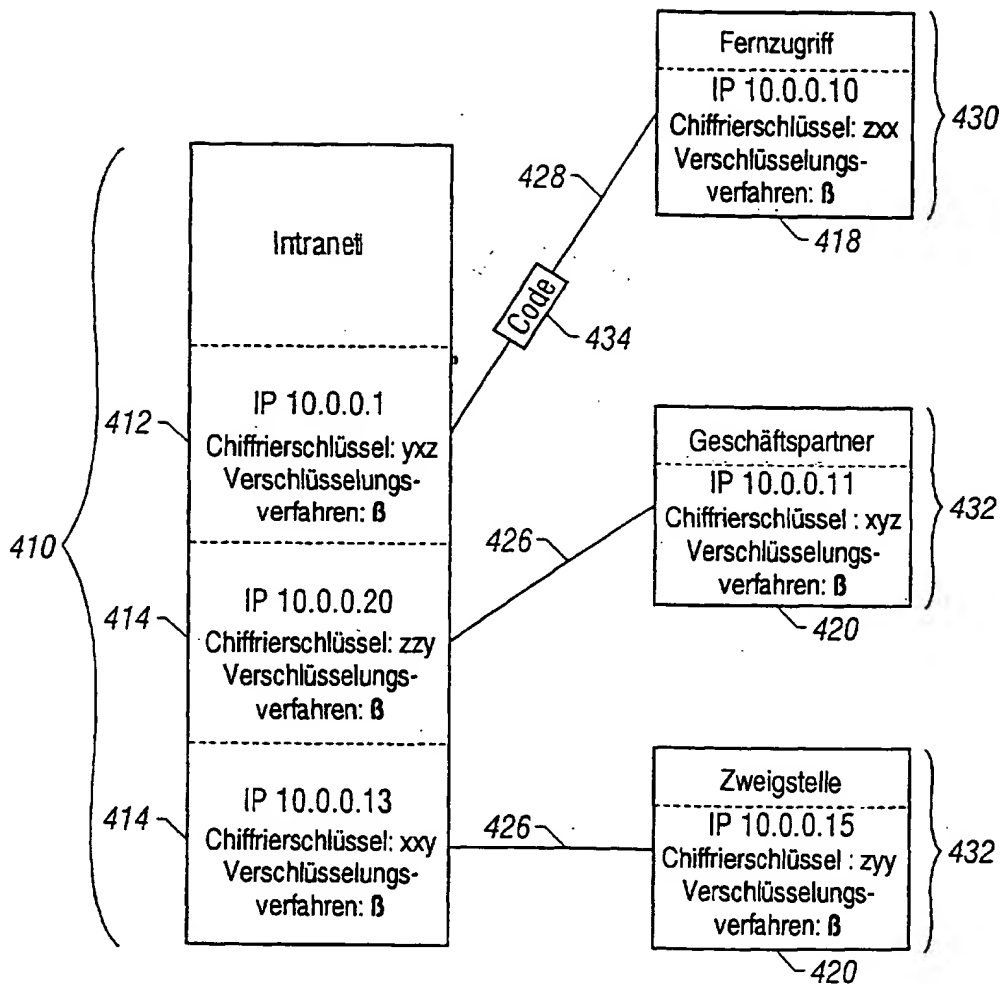 Fernzugriff
IP 10.0.0.10
Chiffrierschlüssel: zxx
Verschlüsselungs-
verfahren: ß
430
418
428
Code
434
Intraneti
IP 10.0.0.1
Chiffrierschlüssel: yxz
Verschlüsselungs-
verfahren: ß
412
410
IP 10.0.0.20
Chiffrierschlüssel: zzy
Verschlüsselungs-
verfahren: ß
414
IP 10.0.0.13
Chiffrierschlüssel: xxy
Verschlüsselungs-
verfahren: ß
414
426
Geschäftspartner
IP 10.0.0.11
Chiffrierschlüssel : xyz
Verschlüsselungs-
verfahren: ß
432
420
426
Zweigstelle
IP 10.0.0.15
Chiffrierschlüssel : zyy
Verschlüsselungs-
verfahren: ß
432
420